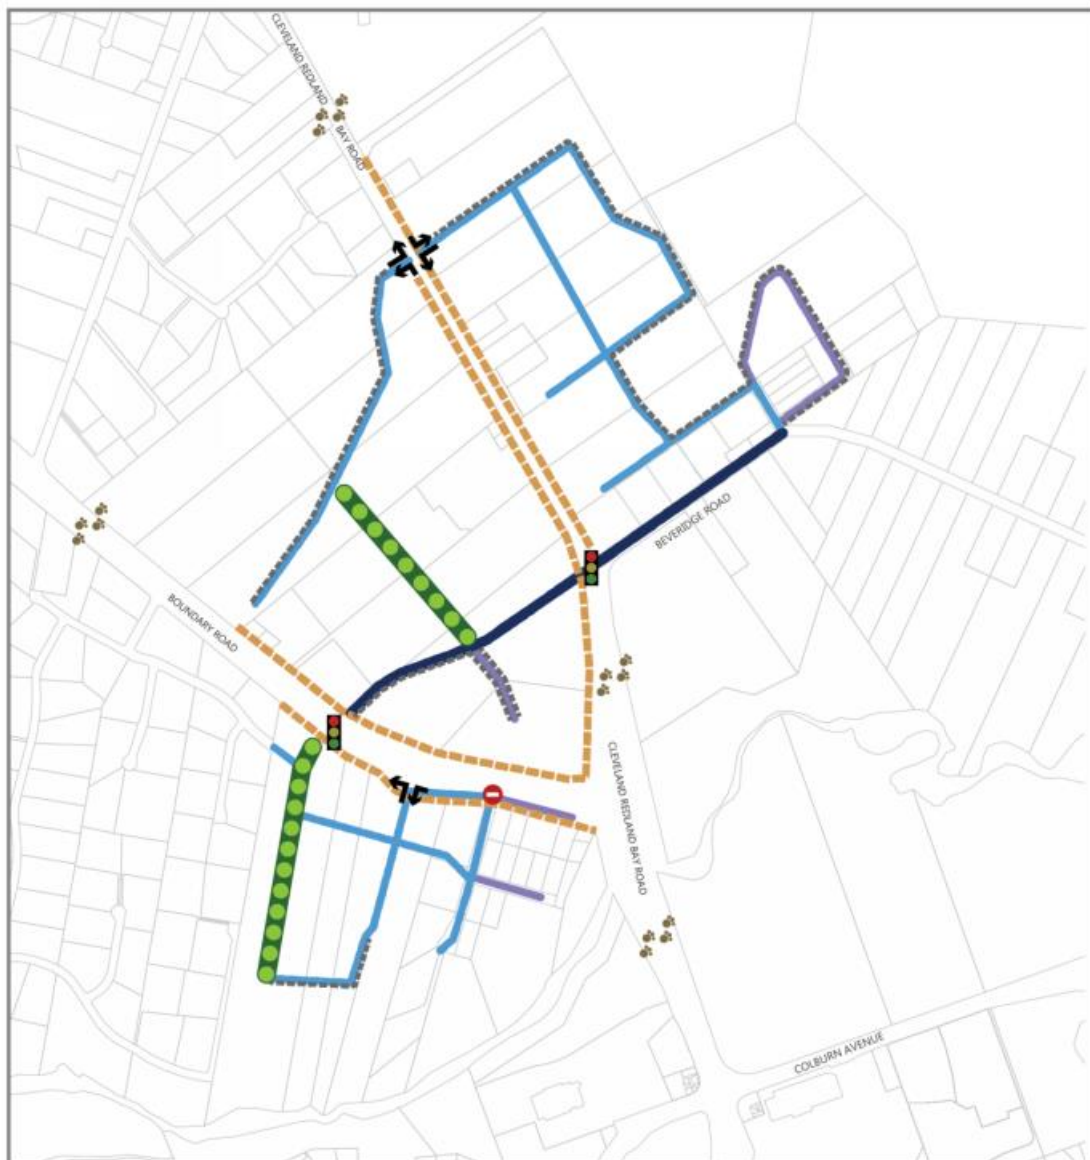 CLEVELAND REDLAND
BAY ROAD
BEVERIDGE ROAD
BOUNDARY ROAD
CLEVELAND REDLAND BAY ROAD
COLBURN AVENUE